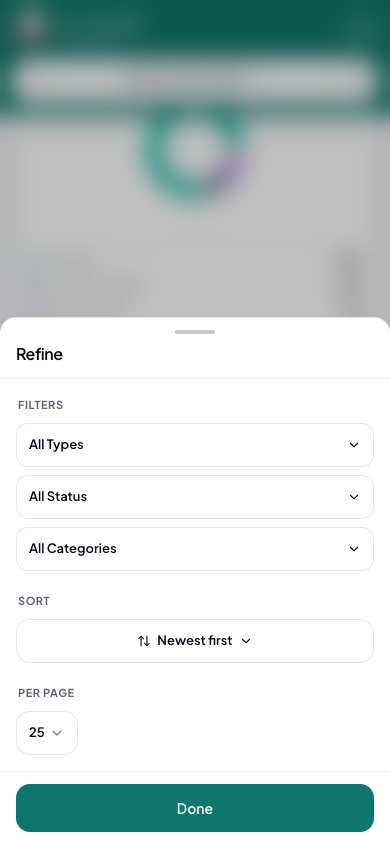 Refine
FILTERS
All Types
All Status
All Categories
SORT
Newest first
PER PAGE
25
Done